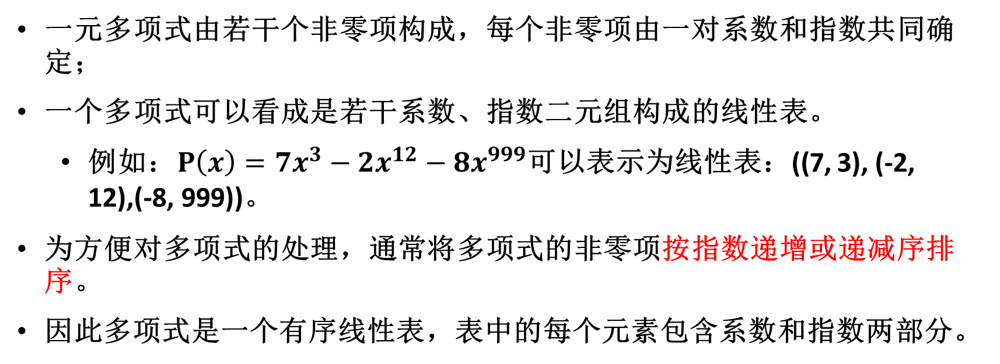 • 一元多项式由若干个非零项构成，每个非零项由一对系数和指数共同确
定；
• 一个多项式可以看成是若干系数、指数二元组构成的线性表。
• 例如：P(x) = 7x³ − 2x¹² − 8x⁹⁹⁹可以表示为线性表：((7, 3), (-2,
12),(-8, 999))。
• 为方便对多项式的处理，通常将多项式的非零项按指数递增或递减序排
序。
• 因此多项式是一个有序线性表，表中的每个元素包含系数和指数两部分。